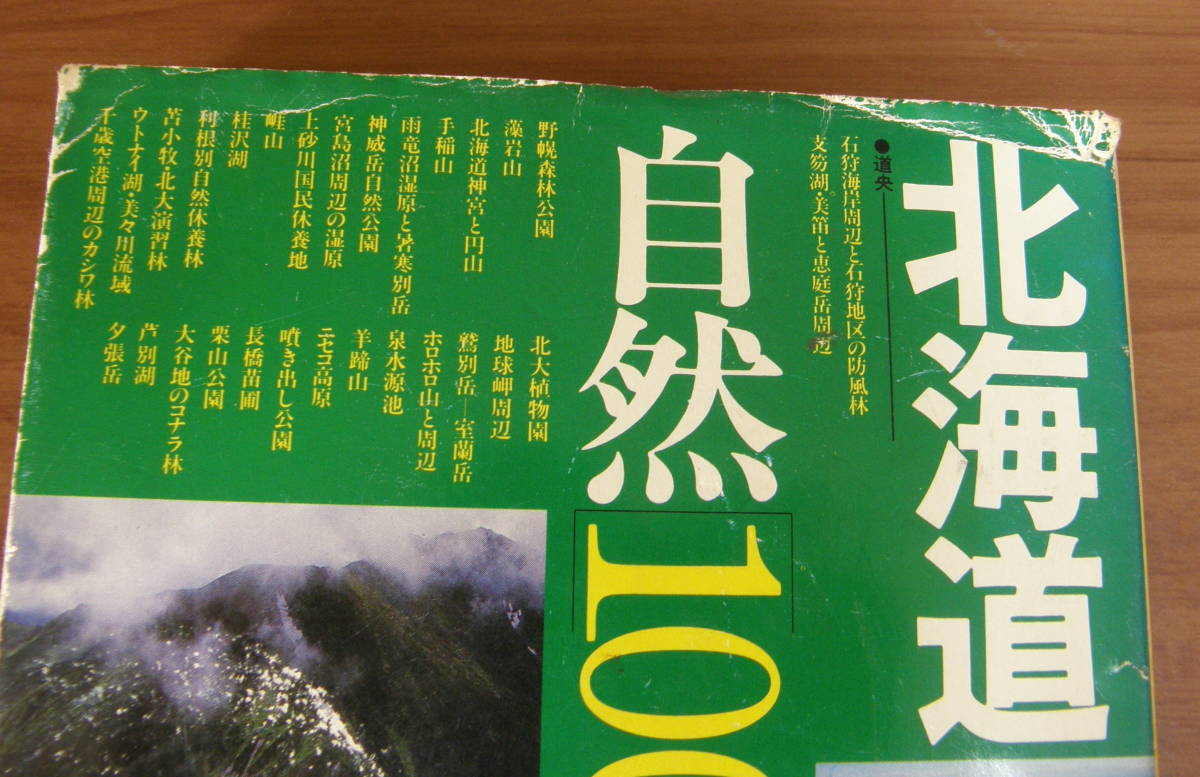 北海道
●道央
石狩海岸周辺と石狩地区の防風林
支笏湖。美笛と恵庭岳周辺
自然[100
野幌森林公園
藻岩山
北海道神宮と円山
手稲山
雨竜沼湿原と暑寒別岳
神威岳自然公園
宮島沼周辺の湿原
上砂川国民休養地
崕山
桂沢湖
利根別自然休養林
苫小牧・北大演習林
ウトナイ湖・美々川流域
千歳空港周辺のカシワ林
北大植物園
地球岬周辺
鷲別岳―室蘭岳
ホロホロ山と周辺
泉水源池
羊蹄山
ニセコ高原
噴き出し公園
長橋苗圃
栗山公園
大谷地のコナラ林
芦別湖
夕張岳